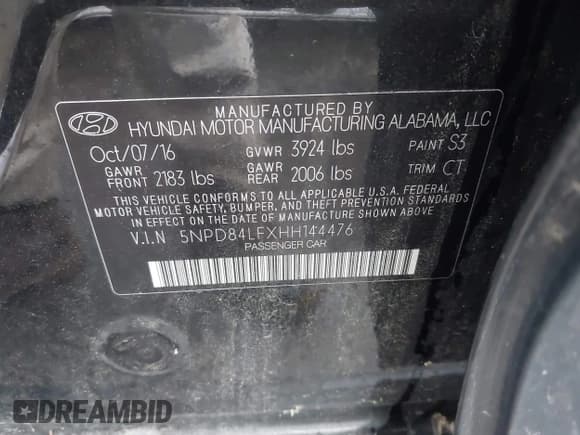 MANUFACTURED BY
HYUNDAI MOTOR MANUFACTURING ALABAMA, LLC
Oct/07/16 GVWR 3924 lbs PAINT S3
GAWR FRONT 2183 lbs GAWR REAR 2006 lbs TRIM CT
THIS VEHICLE CONFORMS TO ALL APPLICABLE U.S.A. FEDERAL
MOTOR VEHICLE SAFETY, BUMPER, AND THEFT PREVENTION STANDARDS
IN EFFECT ON THE DATE OF MANUFACTURE SHOWN ABOVE.
V.I.N 5NPD84LFXHH144476
PASSENGER CAR
DREAMBID